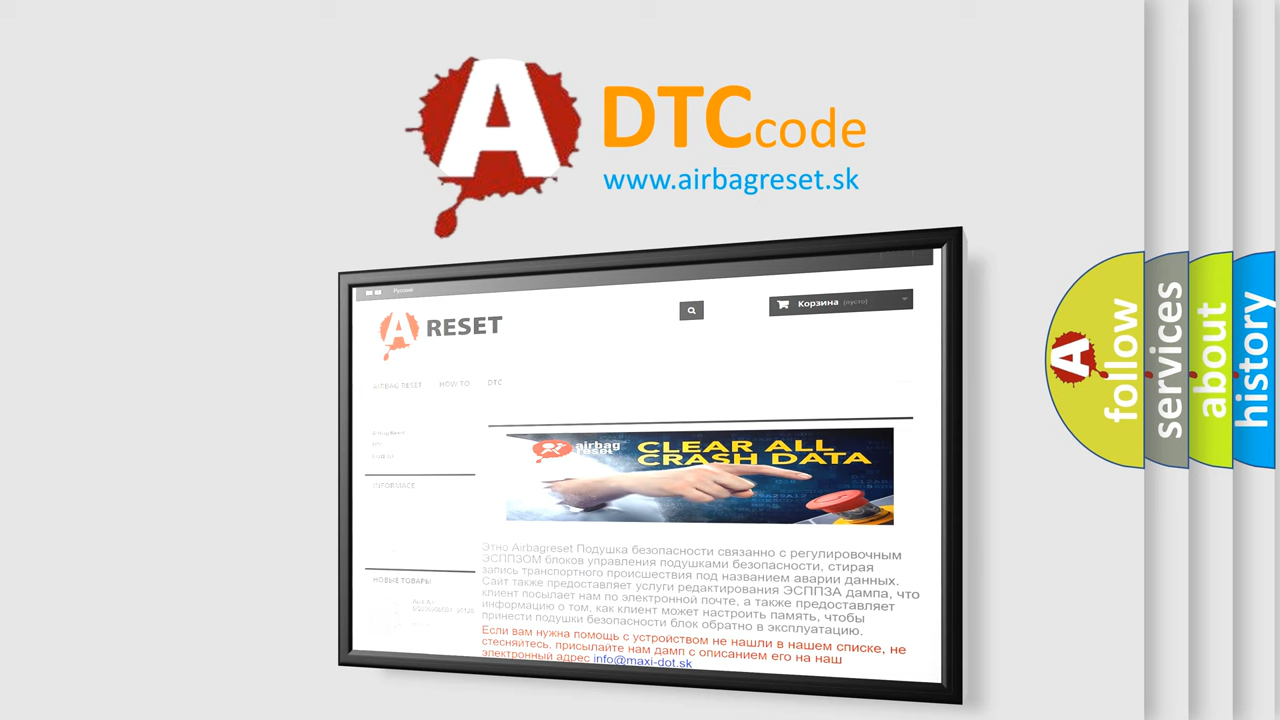 A DTCcode
www.airbagreset.sk
Русский
A RESET
Корзина (пусто)
AIRBAG RESET HOW TO DTC
Airbag Reset
DTC
INFORMACE
CLEAR ALL
CRASH DATA
airbag
reset
Этно Airbagreset Подушка безопасности связанно с регулировочным
ЭСППЗОМ блоков управления подушками безопасности, стирая
запись транспортного происшествия под названием аварии данных.
Сайт также предоставляет услуги редактирования ЭСППЗА дампа, что
клиент посылает нам по электронной почте, а также предоставляет
информацию о том, как клиент может настроить память, чтобы
принести подушки безопасности блок обратно в эксплуатацию.
Если вам нужна помощь с устройством не нашли в нашем списке, не
стесняйтесь, присылайте нам дамп с описанием его на наш
электронный адрес info@maxi-dot.sk
НОВЫЕ ТОВАРЫ
A follow
services
about
history